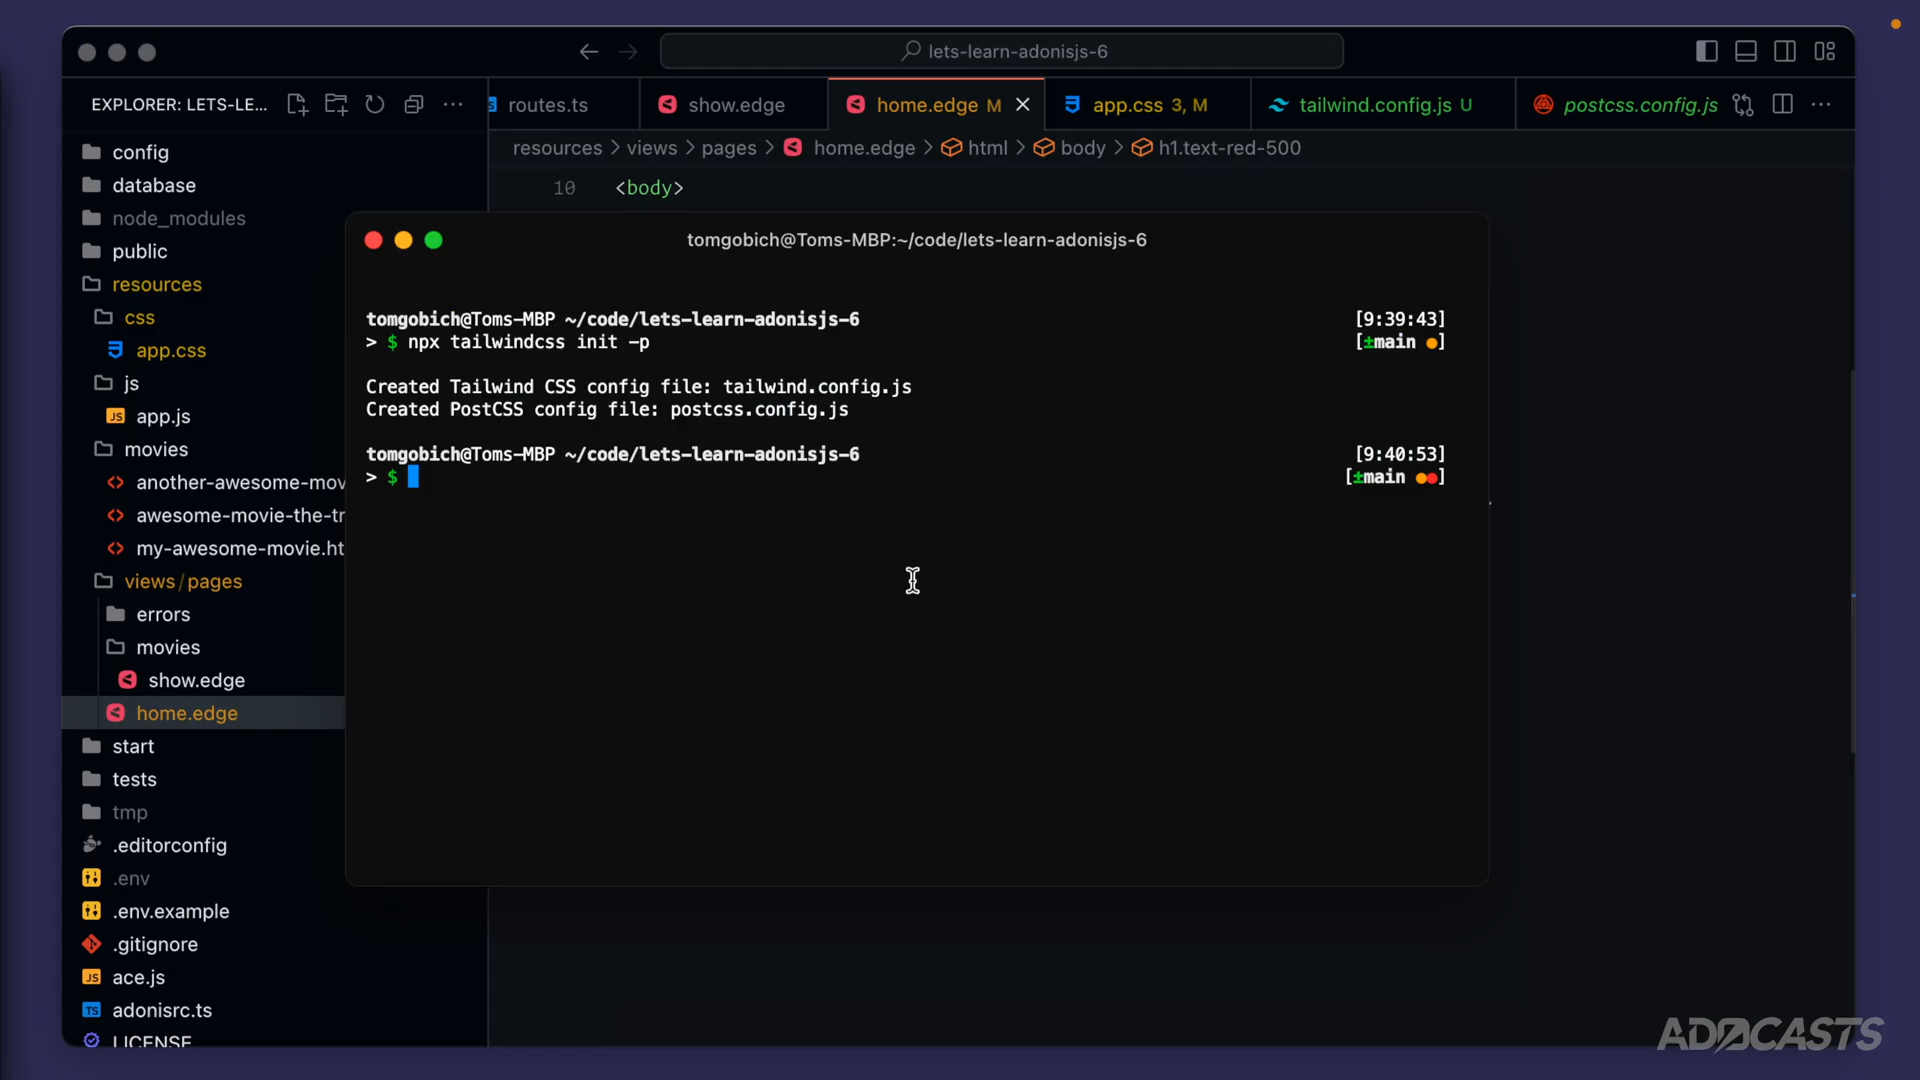 lets-learn-adonisjs-6
EXPLORER: LETS-LE...
routes.ts
show.edge
home.edge M
app.css 3, M
tailwind.config.js U
postcss.config.js
resources > views > pages > home.edge > html > body > h1.text-red-500
10 <body>
config
database
node_modules
public
resources
css
app.css
js
app.js
movies
another-awesome-mov
awesome-movie-the-tr
my-awesome-movie.ht
views/pages
errors
movies
show.edge
home.edge
start
tests
tmp
.editorconfig
.env
.env.example
.gitignore
ace.js
adonisrc.ts
LICENSE
tomgobich@Toms-MBP:~/code/lets-learn-adonisjs-6
tomgobich@Toms-MBP ~/code/lets-learn-adonisjs-6 [9:39:43]
> $ npx tailwindcss init -p [±main ●]
Created Tailwind CSS config file: tailwind.config.js
Created PostCSS config file: postcss.config.js
tomgobich@Toms-MBP ~/code/lets-learn-adonisjs-6 [9:40:53]
> $ [±main ●●]
ADOCASTS